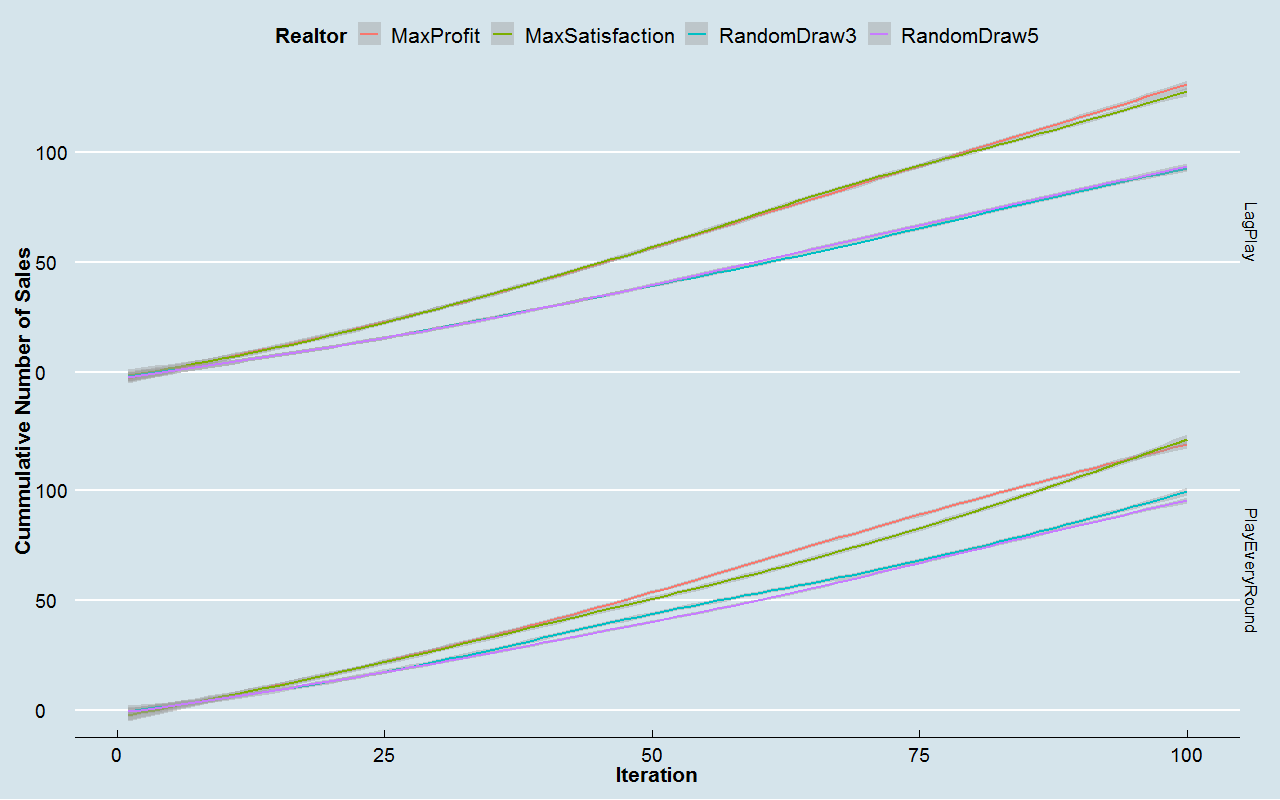 Realtor MaxProfit MaxSatisfaction RandomDraw3 RandomDraw5
Cummulative Number of Sales
100
50
0
LagPlay
100
50
0
PlayEveryRound
0 25 50 75 100
Iteration